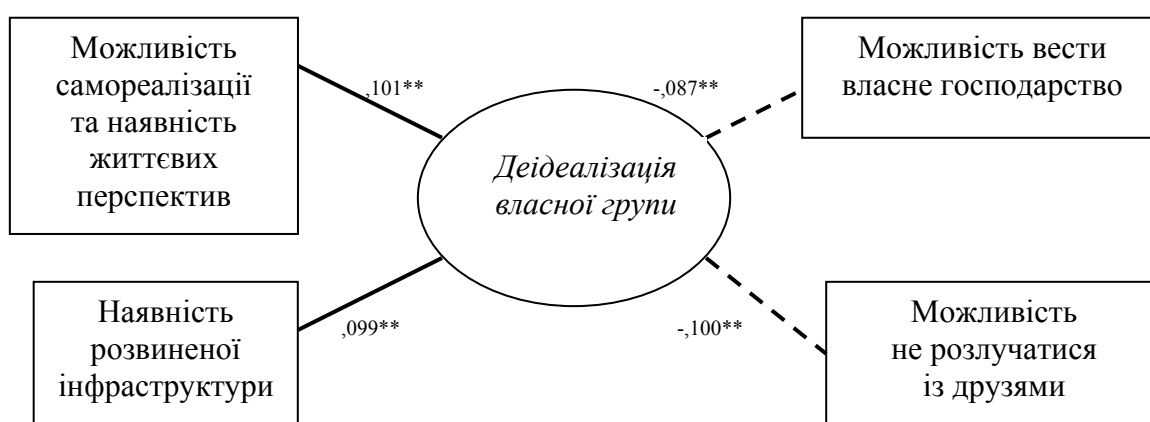 Можливість
самореалізації
та наявність
життєвих
перспектив
,101**
-,087**
Можливість вести
власне господарство
Деідеалізація
власної групи
Наявність
розвиненої
інфраструктури
,099**
-,100**
Можливість
не розлучатися
із друзями